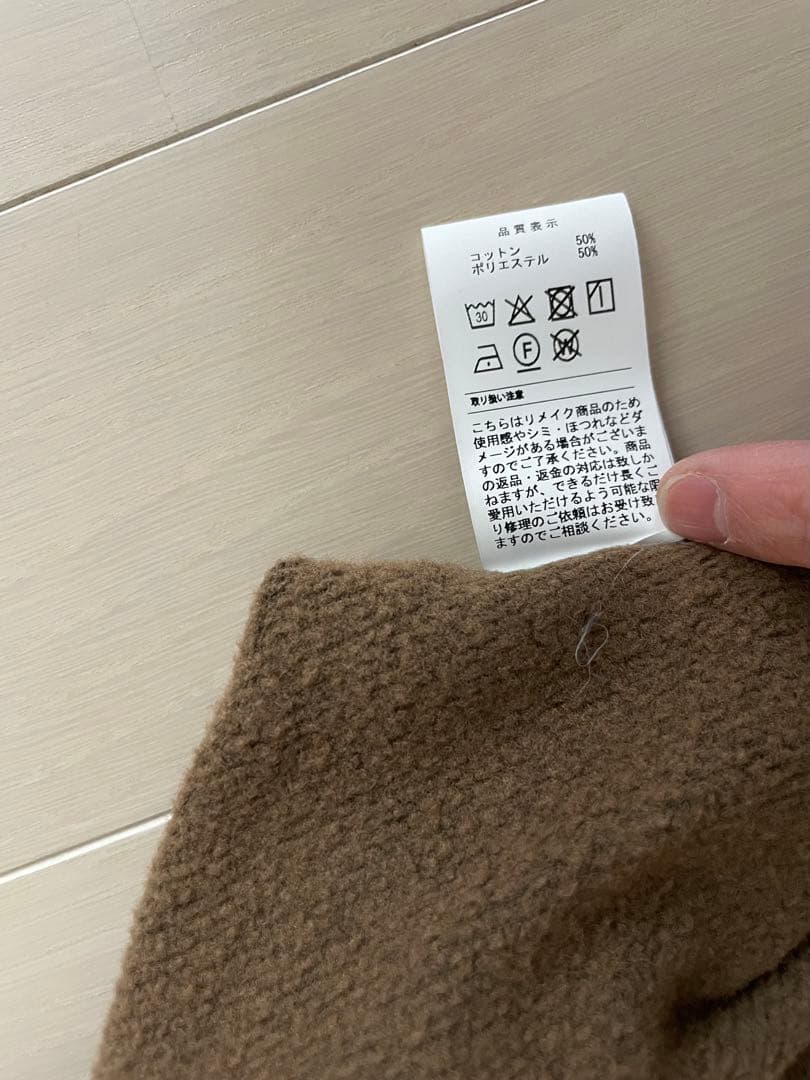 品質表示
コットン 50%
ポリエステル 50%
30
F
W
取り扱い注意
こちらはリメイク商品のため
使用感やシミ・ほつれなどダ
メージがある場合がございま
すのでご了承ください。商品
の返品・返金の対応は致しか
ねますが、できるだけ長くご
愛用いただけるよう可能な限
り修理のご依頼はお受け致し
ますのでご相談ください。